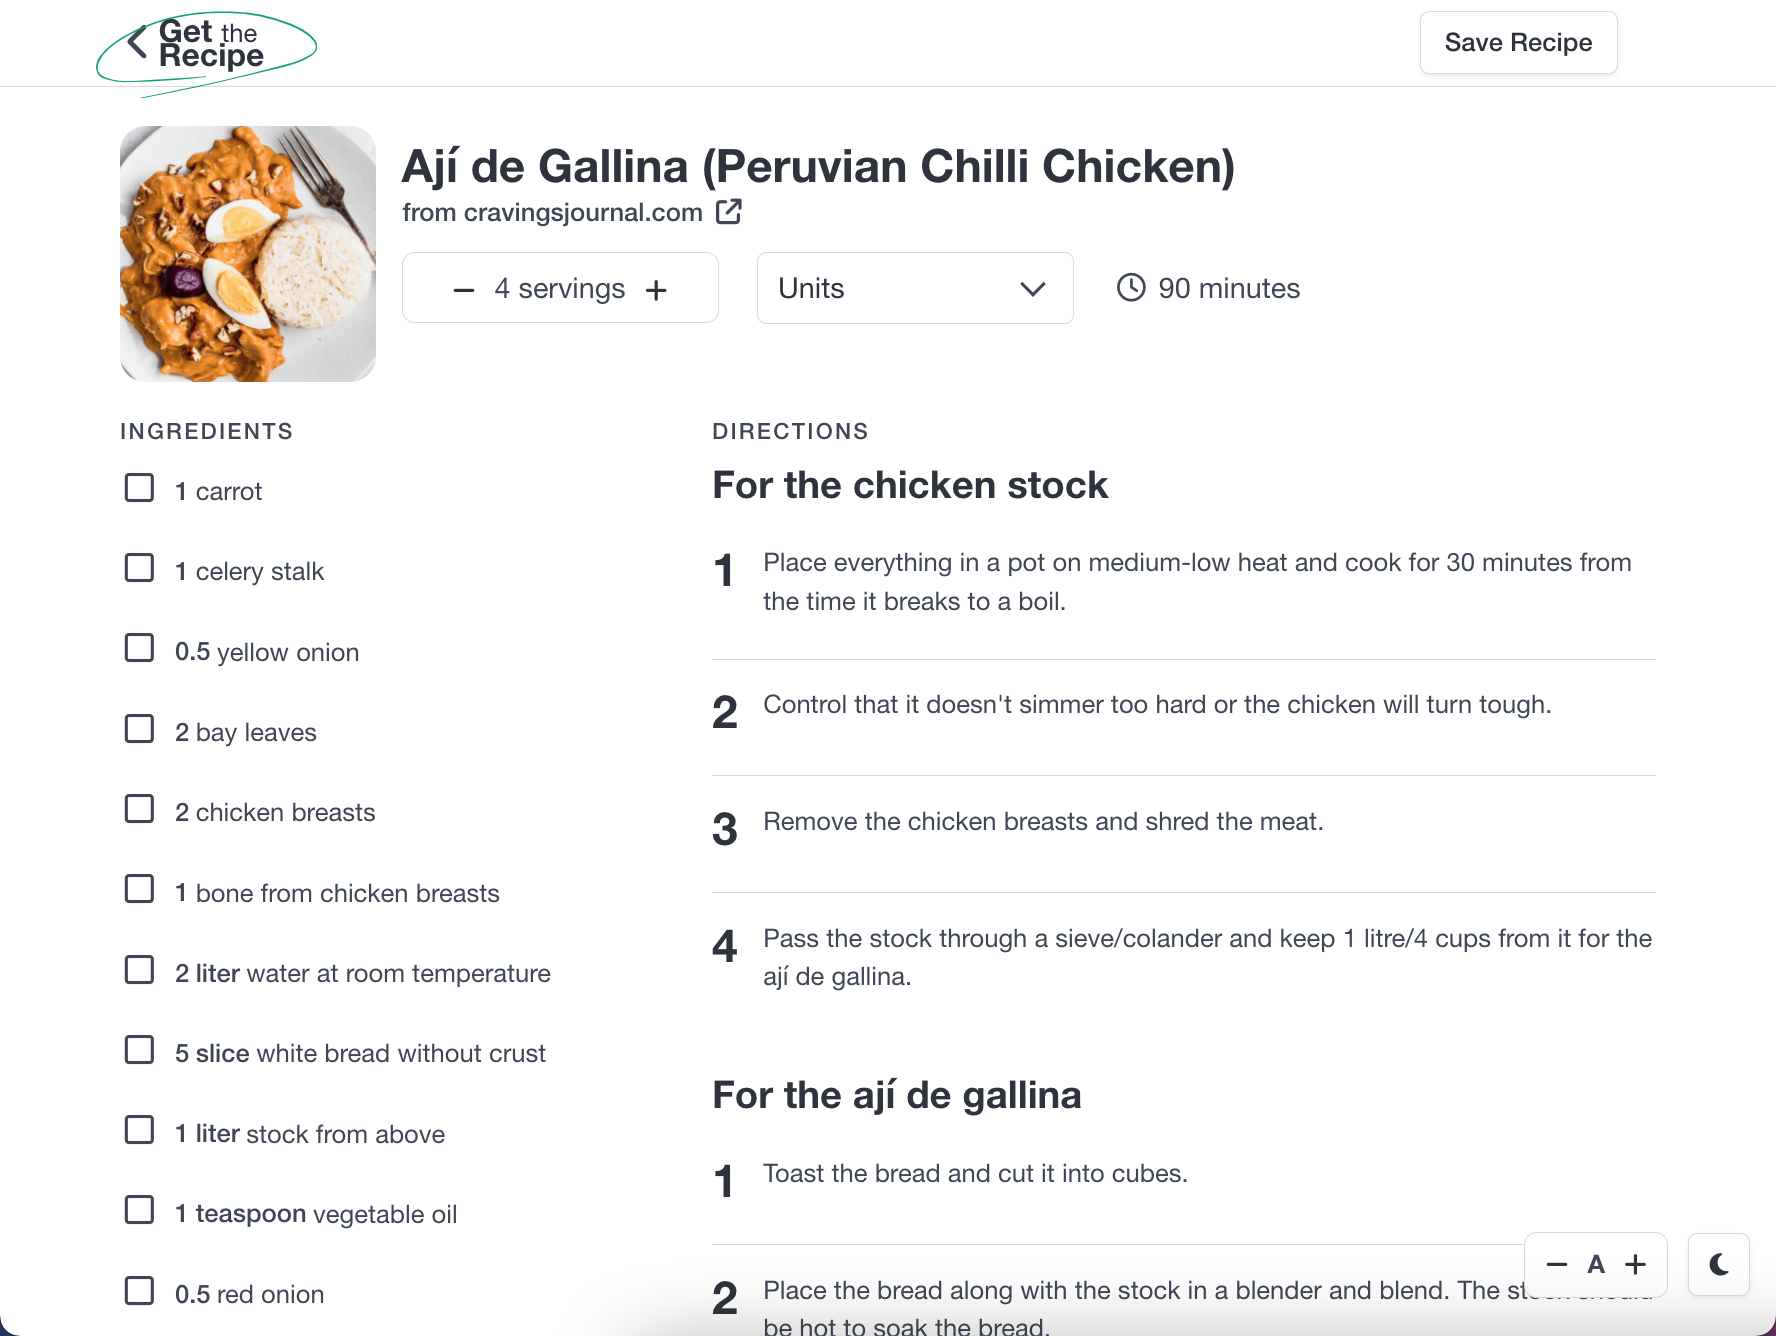 Get the
Recipe
Save Recipe
Ají de Gallina (Peruvian Chilli Chicken)
from cravingsjournal.com
4 servings
Units
90 minutes
INGREDIENTS
1 carrot
1 celery stalk
0.5 yellow onion
2 bay leaves
2 chicken breasts
1 bone from chicken breasts
2 liter water at room temperature
5 slice white bread without crust
1 liter stock from above
1 teaspoon vegetable oil
0.5 red onion
DIRECTIONS
For the chicken stock
1 Place everything in a pot on medium-low heat and cook for 30 minutes from
the time it breaks to a boil.
2 Control that it doesn't simmer too hard or the chicken will turn tough.
3 Remove the chicken breasts and shred the meat.
4 Pass the stock through a sieve/colander and keep 1 litre/4 cups from it for the
ají de gallina.
For the ají de gallina
1 Toast the bread and cut it into cubes.
2 Place the bread along with the stock in a blender and blend. The
be hot to soak the bread.
A